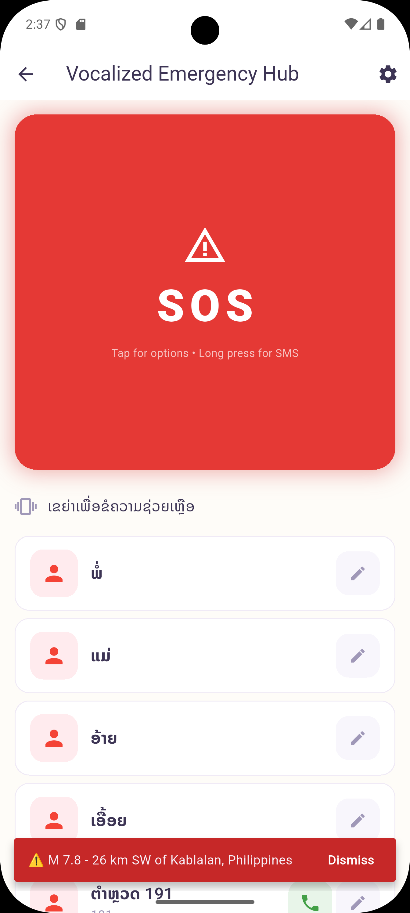 2:37
Vocalized Emergency Hub
SOS
Tap for options • Long press for SMS
ເຂຍ່າເພື່ອຂໍຄວາມຊ່ວຍເຫຼືອ
ພໍ່
ແມ່
ອ້າຍ
ເອື້ອຍ
⚠️ M 7.8 - 26 km SW of Kablalan, Philippines Dismiss
ຕຳຫຼວດ 191